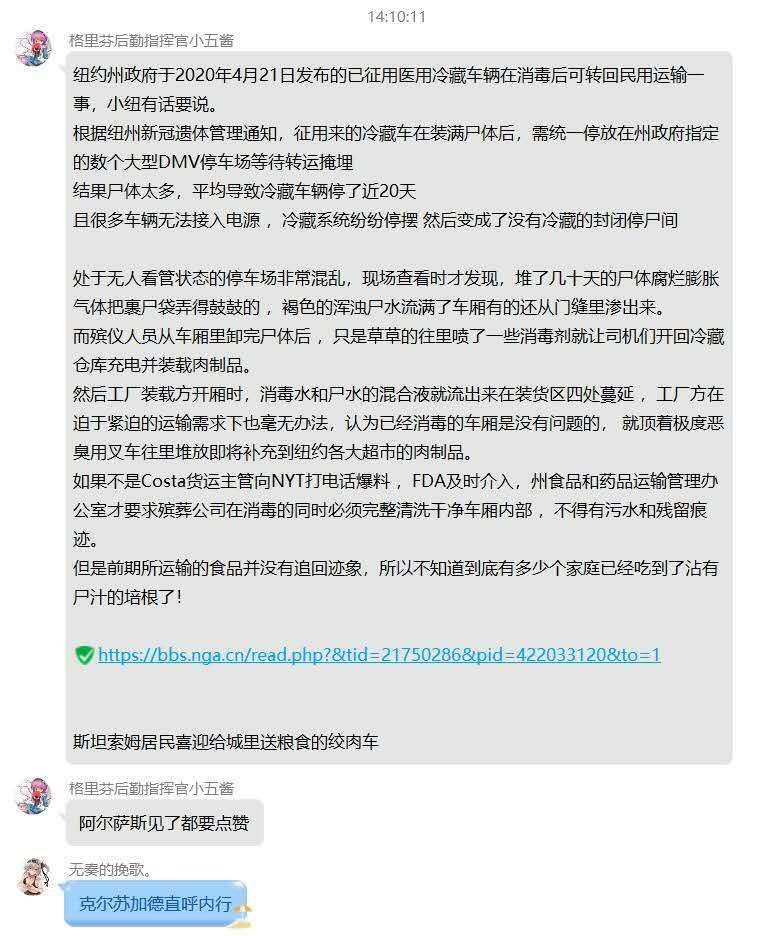 14:10:11
格里芬后勤指挥官小五酱
纽约州政府于2020年4月21日发布的已征用医用冷藏车辆在消毒后可转回民用运输一
事，小纽有话要说。
根据纽州新冠遗体管理通知，征用来的冷藏车在装满尸体后，需统一停放在州政府指定
的数个大型DMV停车场等待转运掩埋
结果尸体太多，平均导致冷藏车辆停了近20天
且很多车辆无法接入电源 ，冷藏系统纷纷停摆 然后变成了没有冷藏的封闭停尸间
处于无人看管状态的停车场非常混乱，现场查看时才发现，堆了几十天的尸体腐烂膨胀
气体把裹尸袋弄得鼓鼓的 ，褐色的浑浊尸水流满了车厢有的还从门缝里渗出来。
而殡仪人员从车厢里卸完尸体后 ，只是草草的往里喷了一些消毒剂就让司机们开回冷藏
仓库充电并装载肉制品。
然后工厂装载方开厢时，消毒水和尸水的混合液就流出来在装货区四处蔓延 ，工厂方在
迫于紧迫的运输需求下也毫无办法，认为已经消毒的车厢是没有问题的， 就顶着极度恶
臭用叉车往里堆放即将补充到纽约各大超市的肉制品。
如果不是Costa货运主管向NYT打电话爆料 ，FDA及时介入，州食品和药品运输管理办
公室才要求殡葬公司在消毒的同时必须完整清洗干净车厢内部 ，不得有污水和残留痕
迹。
但是前期所运输的食品并没有追回迹象，所以不知道到底有多少个家庭已经吃到了沾有
尸汁的培根了！
https://bbs.nga.cn/read.php?&tid=21750286&pid=422033120&to=1
斯坦索姆居民喜迎给城里送粮食的绞肉车
格里芬后勤指挥官小五酱
阿尔萨斯见了都要点赞
无奏的挽歌。
克尔苏加德直呼内行